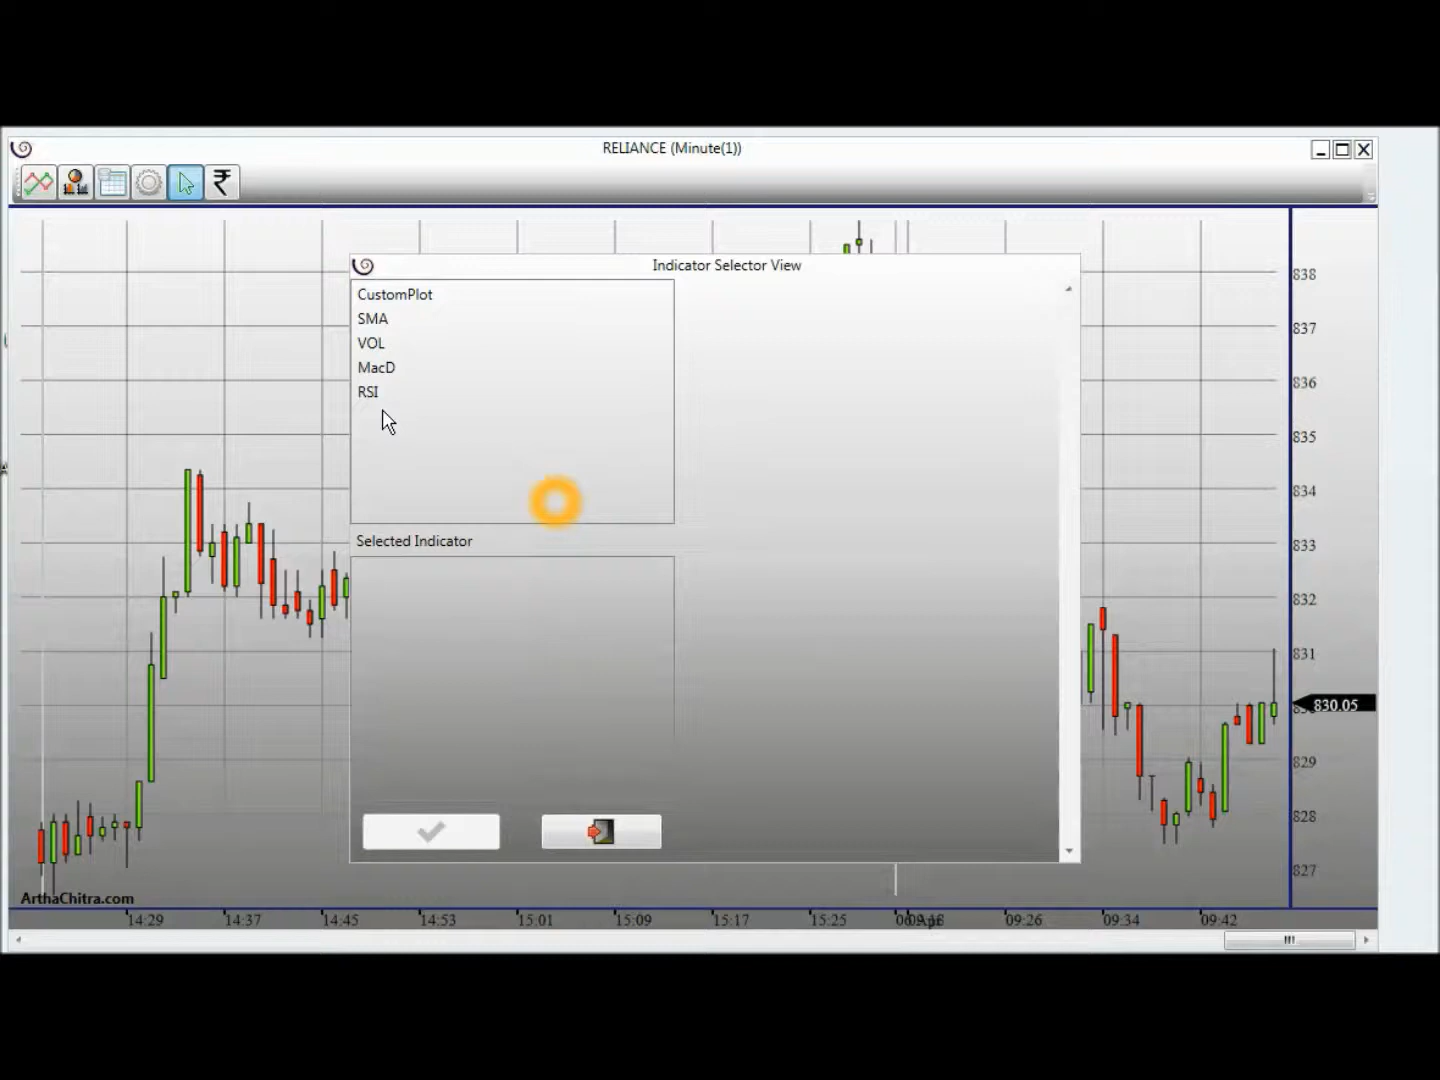 RELIANCE (Minute(1))
₹
Indicator Selector View
CustomPlot
SMA
VOL
MacD
RSI
Selected Indicator
838
837
836
835
834
833
832
831
830.05
829
828
827
ArthaChitra.com
14:29 14:37 14:45 14:53 15:01 15:09 15:17 15:25 09:26 09:34 09:42